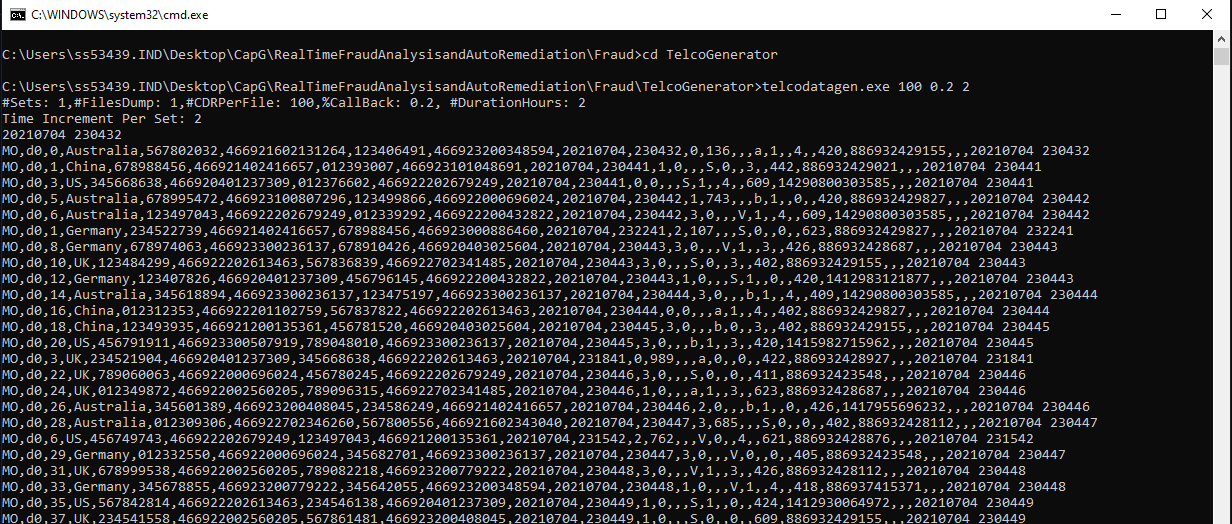 C:\WINDOWS\system32\cmd.exe
C:\Users\ss53439.IND\Desktop\CapG\RealTimeFraudAnalysisandAutoRemediation\Fraud>cd TelcoGenerator
C:\Users\ss53439.IND\Desktop\CapG\RealTimeFraudAnalysisandAutoRemediation\Fraud\TelcoGenerator>telcodatagen.exe 100 0.2 2
#Sets: 1,#FilesDump: 1,#CDRPerFile: 100,%CallBack: 0.2, #DurationHours: 2
Time Increment Per Set: 2
20210704 230432
MO,d0,0,Australia,567802032,466921602131264,123406491,466923200348594,20210704,230432,0,136,,,a,1,,4,,420,886932429155,,,20210704 230432
MO,d0,1,China,678988456,466921402416657,012393007,466923101048691,20210704,230441,1,0,,,S,0,,3,,442,886932429021,,,20210704 230441
MO,d0,3,US,345668638,466920401237309,012376602,466922202679249,20210704,230441,0,0,,,S,1,,4,,609,14290800303585,,,20210704 230441
MO,d0,5,Australia,678995472,466923100807296,123499866,466922000696024,20210704,230442,1,743,,,b,1,,0,,420,886932429827,,,20210704 230442
MO,d0,6,Australia,123497043,466922202679249,012339292,466922200432822,20210704,230442,3,0,,,V,1,,4,,609,14290800303585,,,20210704 230442
MO,d0,1,Germany,234522739,466921402416657,678988456,466923000886460,20210704,232241,2,107,,,S,0,,0,,623,886932429827,,,20210704 232241
MO,d0,8,Germany,678974063,466923300236137,678910426,466920403025604,20210704,230443,3,0,,,V,1,,3,,426,886932428687,,,20210704 230443
MO,d0,10,UK,123484299,466922202613463,567836839,466922702341485,20210704,230443,3,0,,,S,0,,3,,402,886932429155,,,20210704 230443
MO,d0,12,Germany,123407826,466920401237309,456796145,466922200432822,20210704,230443,1,0,,,S,1,,0,,420,1412983121877,,,20210704 230443
MO,d0,14,Australia,345618894,466923300236137,123475197,466923300236137,20210704,230444,3,0,,,b,1,,4,,409,14290800303585,,,20210704 230444
MO,d0,16,China,012312353,466922201102759,567837822,466922202613463,20210704,230444,0,0,,,a,1,,4,,402,886932429827,,,20210704 230444
MO,d0,18,China,123493935,466921200135361,456781520,466920403025604,20210704,230445,3,0,,,b,0,,3,,402,886932429155,,,20210704 230445
MO,d0,20,US,456791911,466923300507919,789048010,466923300236137,20210704,230445,3,0,,,b,1,,3,,420,1415982715962,,,20210704 230445
MO,d0,3,UK,234521904,466920401237309,345668638,466922202613463,20210704,231841,0,989,,,a,0,,0,,422,886932428927,,,20210704 231841
MO,d0,22,UK,789060063,466922000696024,456780245,466922202679249,20210704,230446,3,0,,,S,0,,0,,411,886932423548,,,20210704 230446
MO,d0,24,UK,012349872,466922002560205,789096315,466922702341485,20210704,230446,1,0,,,a,1,,3,,623,886932428687,,,20210704 230446
MO,d0,26,Australia,345601389,466923200408045,234586249,466921402416657,20210704,230446,2,0,,,b,1,,0,,426,1417955696232,,,20210704 230446
MO,d0,28,Australia,012309306,466922702346260,567800556,466921602343040,20210704,230447,3,685,,,S,0,,0,,402,886932428112,,,20210704 230447
MO,d0,6,US,456749743,466922202679249,123497043,466921200135361,20210704,231542,2,762,,,V,0,,4,,621,886932428876,,,20210704 231542
MO,d0,29,Germany,012332550,466922000696024,345682701,466923300236137,20210704,230447,3,0,,,V,0,,0,,405,886932423548,,,20210704 230447
MO,d0,31,UK,678999538,466922002560205,789082218,466923200779222,20210704,230448,3,0,,,V,1,,3,,426,886932428112,,,20210704 230448
MO,d0,33,Germany,345678855,466923200779222,345642055,466923200348594,20210704,230448,1,0,,,V,1,,4,,418,886937415371,,,20210704 230448
MO,d0,35,US,567842814,466922202613463,234546138,466920401237309,20210704,230449,1,0,,,S,1,,0,,424,1412930064972,,,20210704 230449
MO,d0,37,UK,234541558,466922002560205,567861481,466923200408045,20210704,230449,1,0,,,S,0,,0,,609,886932429155,,,20210704 230449